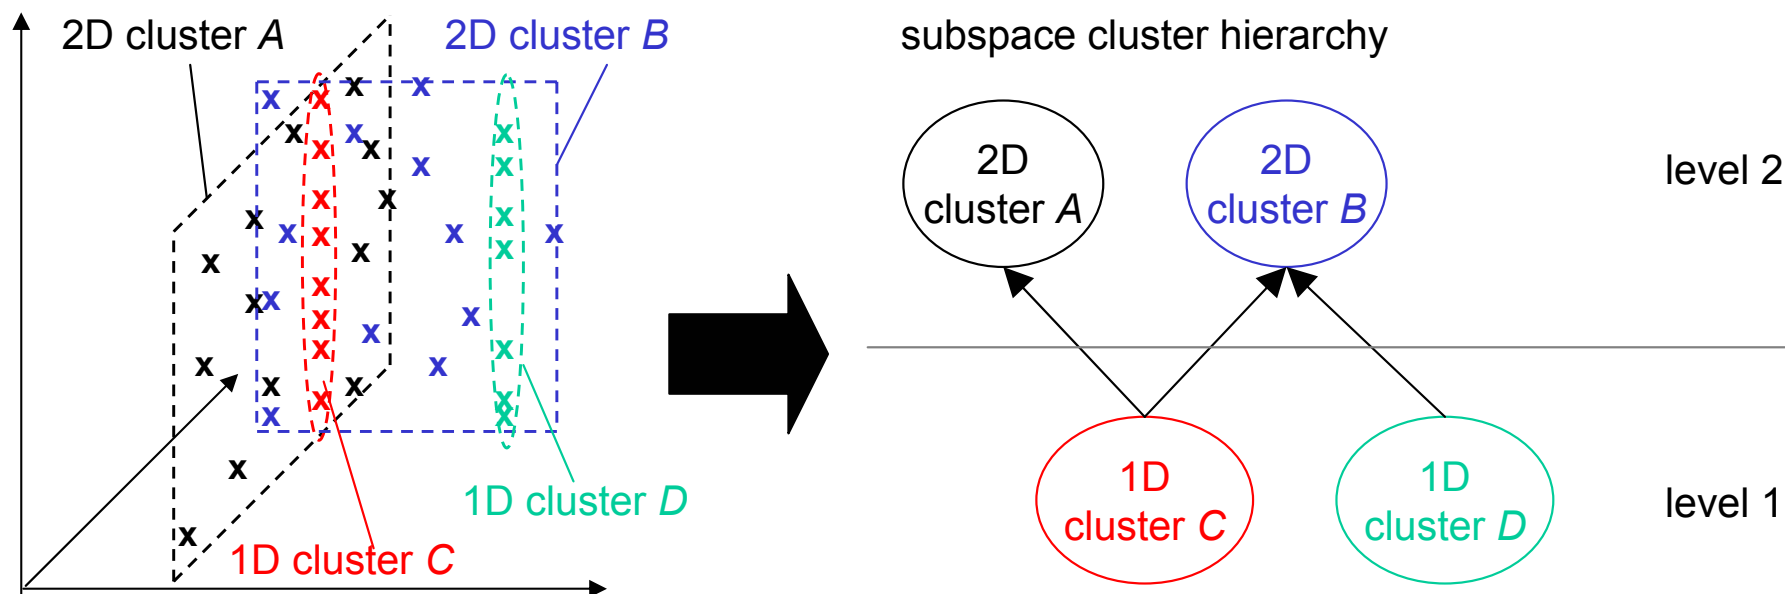 2D cluster A
2D cluster B
1D cluster D
1D cluster C
subspace cluster hierarchy
2D
cluster A
2D
cluster B
level 2
1D
cluster C
1D
cluster D
level 1